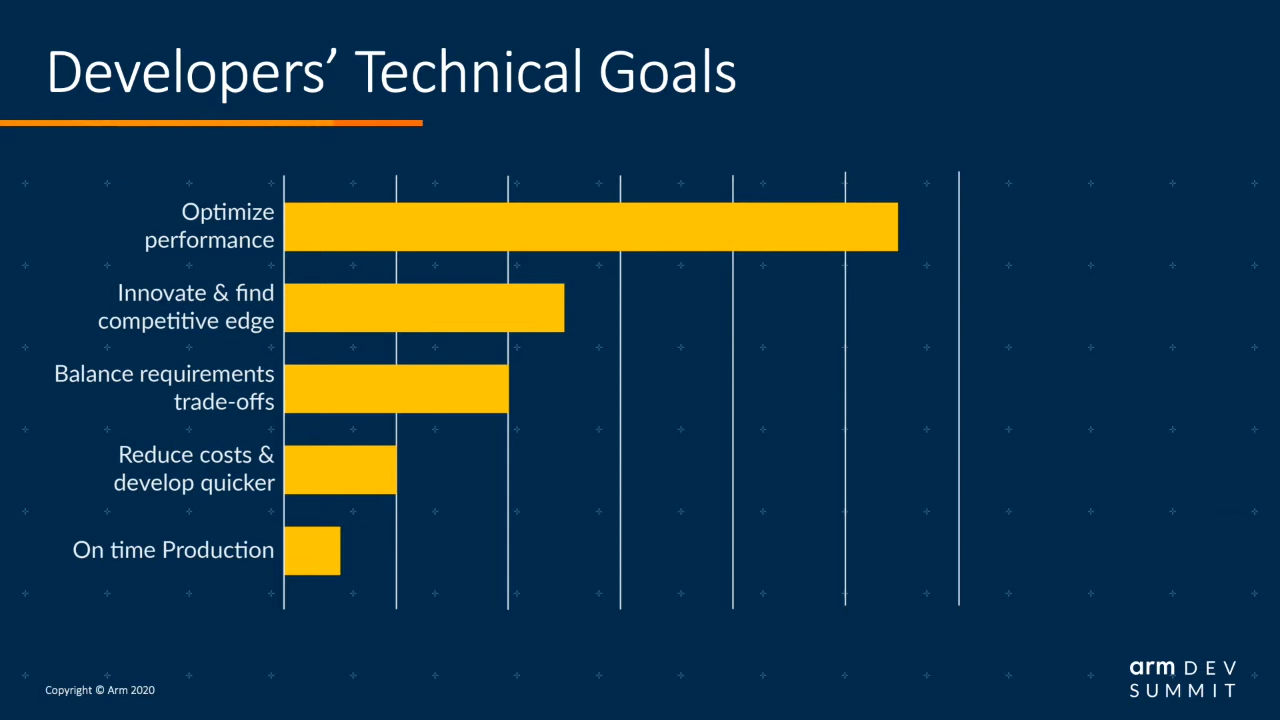 Developers’ Technical Goals
Optimize
performance
Innovate & find
competitive edge
Balance requirements
trade-offs
Reduce costs &
develop quicker
On time Production
Copyright © Arm 2020
arm DEV
SUMMIT